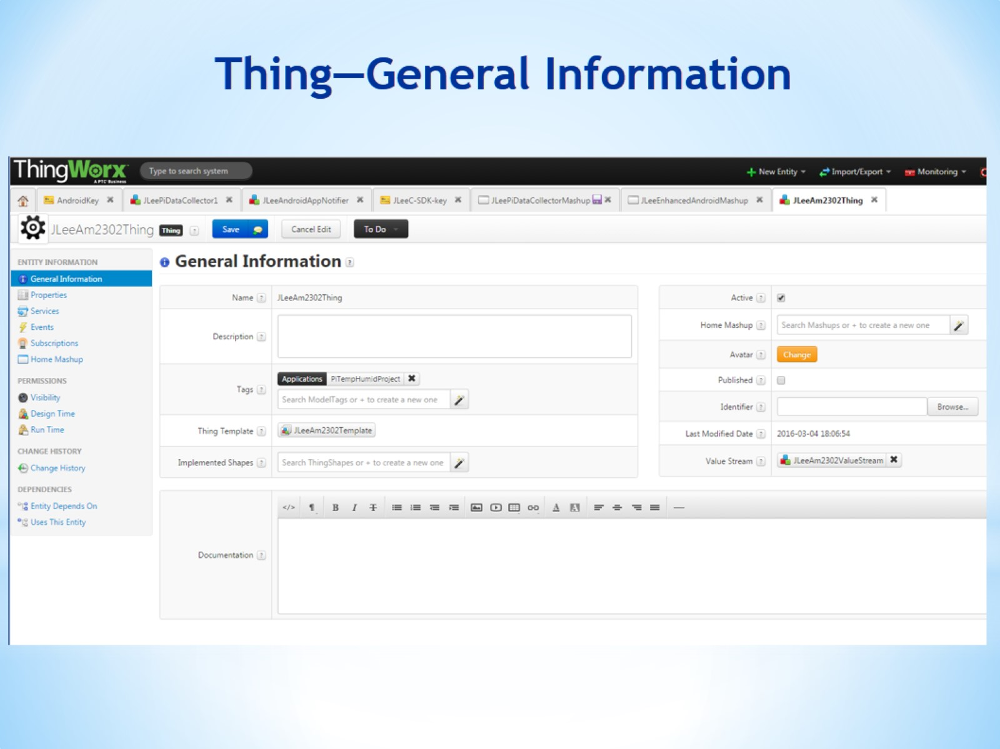 Thing—General Information
ThingWorx
A PTC Business
Type to search system
New Entity
Import/Export
Monitoring
AndroidKey
JLeePiDataCollector1
JLeeAndroidAppNotifier
JLeeC-SDK-key
JLeePiDataCollectorMashup
JLeeEnhancedAndroidMashup
JLeeAm2302Thing
JLeeAm2302Thing Thing ? Save Cancel Edit To Do
ENTITY INFORMATION
General Information
Properties
Services
Events
Subscriptions
Home Mashup
PERMISSIONS
Visibility
Design Time
Run Time
CHANGE HISTORY
Change History
DEPENDENCIES
Entity Depends On
Uses This Entity
General Information ?
Name ? JLeeAm2302Thing
Description ?
Tags ? Applications PiTempHumidProject
Search ModelTags or + to create a new one
Thing Template ? JLeeAm2302Template
Implemented Shapes ? Search ThingShapes or + to create a new one
Active ?
Home Mashup ? Search Mashups or + to create a new one
Avatar ? Change
Published ?
Identifier ? Browse...
Last Modified Date ? 2016-03-04 18:06:54
Value Stream ? JLeeAm2302ValueStream
Documentation ?